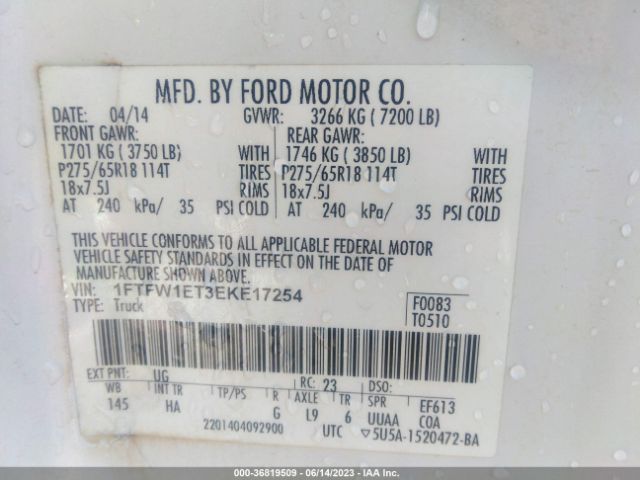 MFD. BY FORD MOTOR CO.
DATE: 04/14 GVWR: 3266 KG ( 7200 LB)
FRONT GAWR: REAR GAWR:
1701 KG ( 3750 LB) WITH 1746 KG ( 3850 LB) WITH
P275/65R18 114T TIRES P275/65R18 114T TIRES
18x7.5J RIMS 18x7.5J RIMS
AT 240 kPa/ 35 PSI COLD AT 240 kPa/ 35 PSI COLD
THIS VEHICLE CONFORMS TO ALL APPLICABLE FEDERAL MOTOR
VEHICLE SAFETY STANDARDS IN EFFECT ON THE DATE OF
MANUFACTURE SHOWN ABOVE.
VIN: 1FTFW1ET3EKE17254 F0083
TYPE: Truck T0510
EXT PNT: UG RC: 23 DSO:
WB INT TR TP/PS R AXLE TR SPR EF613
145 HA G L9 6 UUAA COA
2201404092900 UTC ▽5U5A-1520472-BA
000-36819509 - 06/14/2023 - IAA Inc.